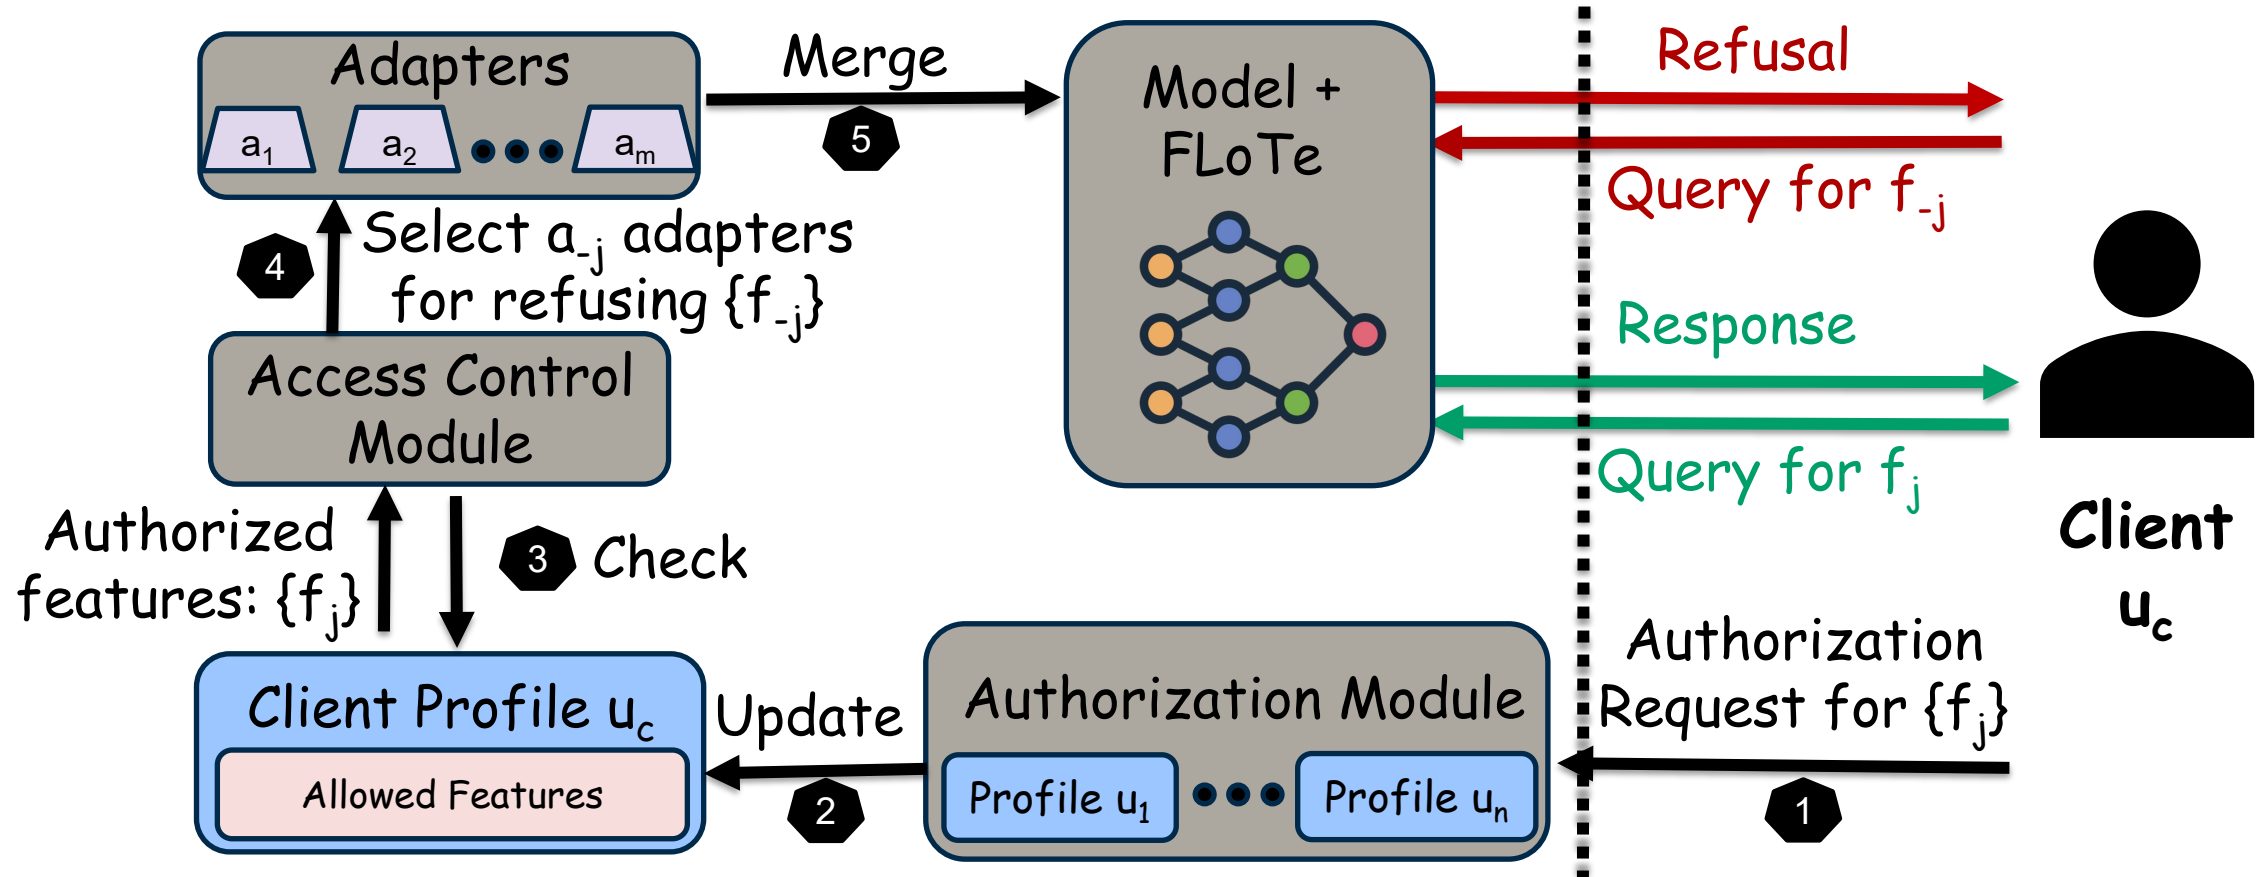 Adapters
a1
a2
am
Merge
5
Model +
FLoTe
Refusal
Query for f-j
4
Select a-j adapters
for refusing {f-j}
Access Control
Module
Response
Query for fj
Client
uc
Authorized
features: {fj}
3
Check
Client Profile uc
Allowed Features
Update
2
Authorization Module
Profile u1
Profile un
Authorization
Request for {fj}
1